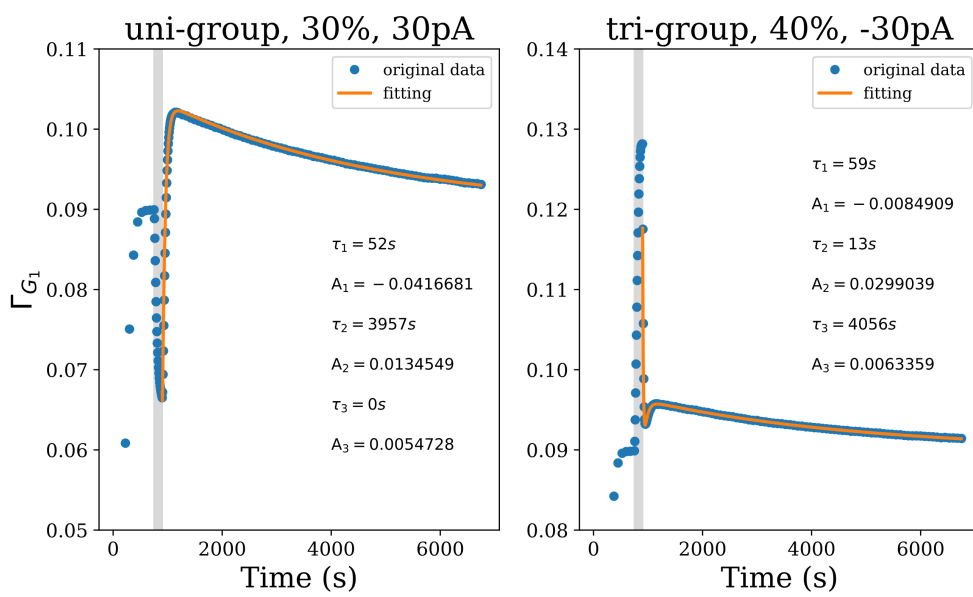 uni-group, 30%, 30pA
0.11
0.10
0.09
0.08
0.07
0.06
0.05
Γ_{G_1}
original data
fitting
τ₁ = 52s
A₁ = −0.0416681
τ₂ = 3957s
A₂ = 0.0134549
τ₃ = 0s
A₃ = 0.0054728
0
2000
4000
6000
Time (s)
tri-group, 40%, -30pA
0.14
0.13
0.12
0.11
0.10
0.09
0.08
original data
fitting
τ₁ = 59s
A₁ = −0.0084909
τ₂ = 13s
A₂ = 0.0299039
τ₃ = 4056s
A₃ = 0.0063359
0
2000
4000
6000
Time (s)